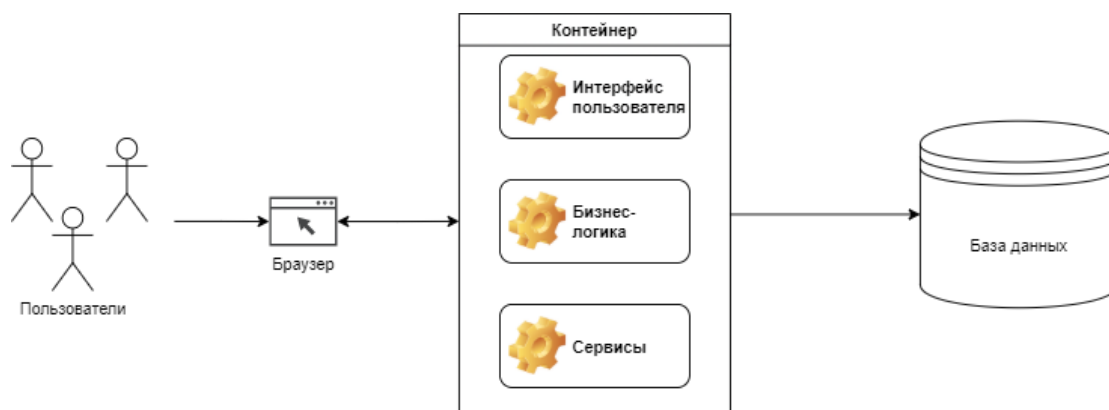 Контейнер
Интерфейс
пользователя
Бизнес-
логика
Сервисы
Браузер
Пользователи
База данных